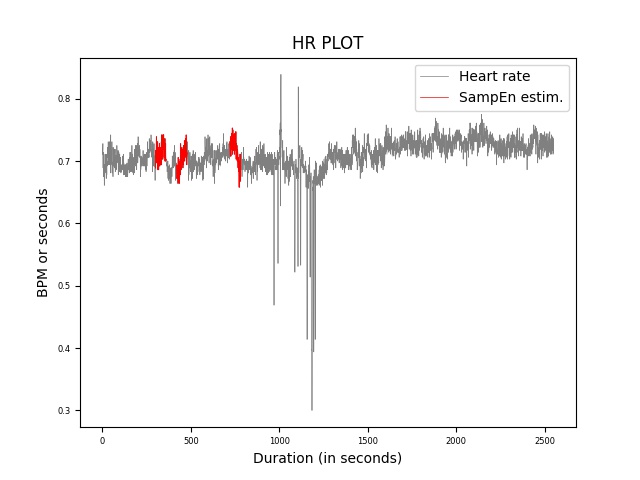 HR PLOT
Heart rate
SampEn estim.
0.8
0.7
0.6
0.5
0.4
0.3
BPM or seconds
0 500 1000 1500 2000 2500
Duration (in seconds)